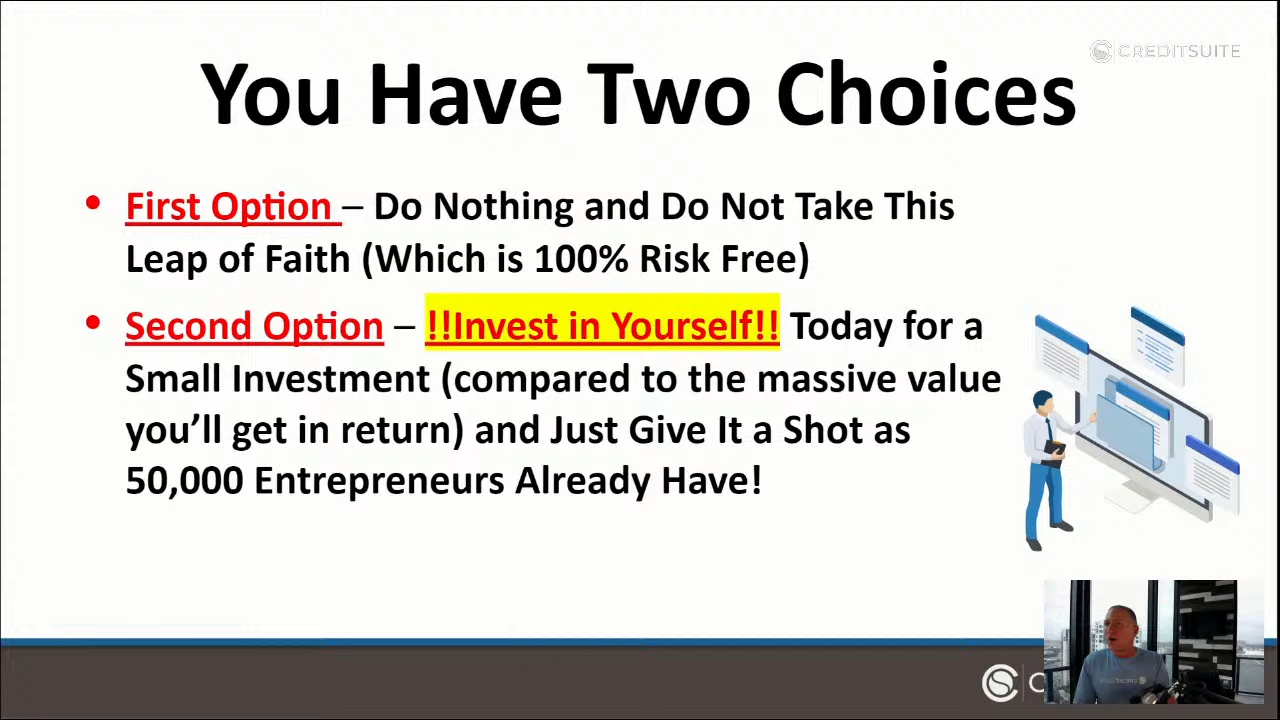 CREDITSUITE
You Have Two Choices
• First Option – Do Nothing and Do Not Take This
Leap of Faith (Which is 100% Risk Free)
• Second Option – !!Invest in Yourself!! Today for a
Small Investment (compared to the massive value
you’ll get in return) and Just Give It a Shot as
50,000 Entrepreneurs Already Have!